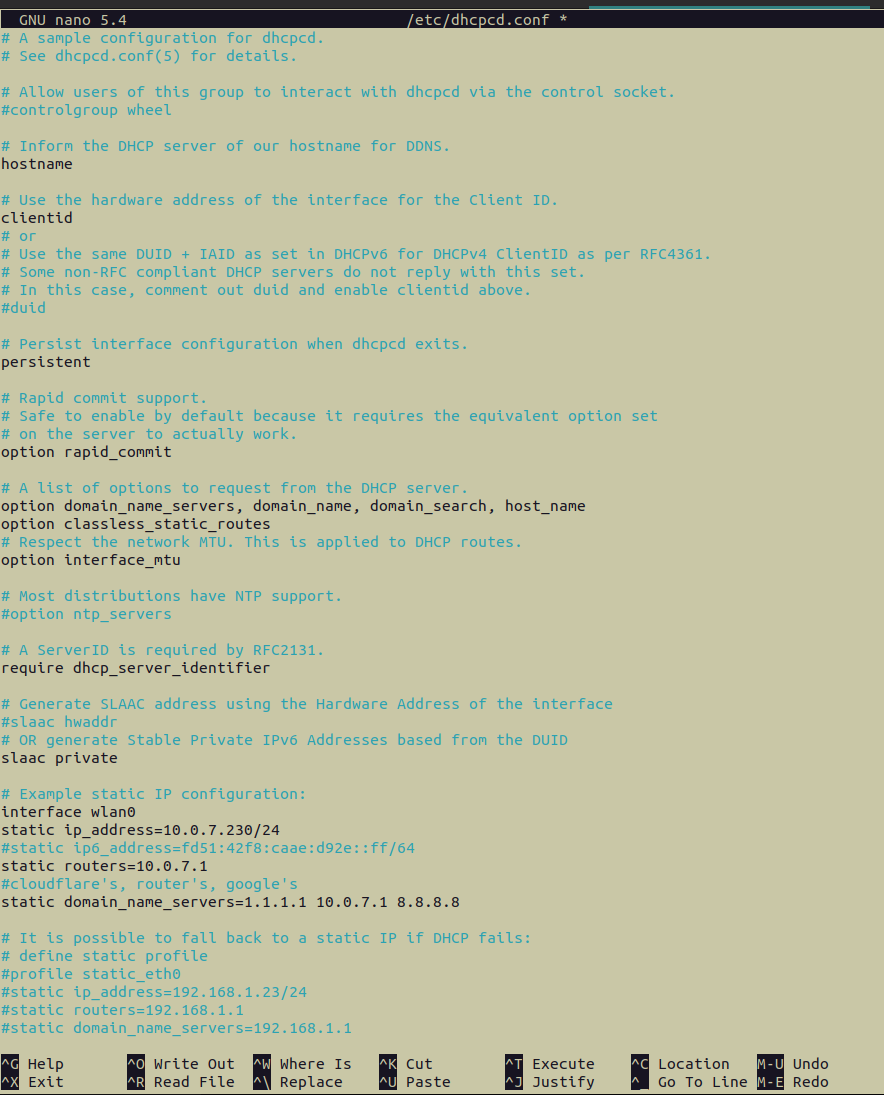 GNU nano 5.4 /etc/dhcpcd.conf *
# A sample configuration for dhcpcd.
# See dhcpcd.conf(5) for details.

# Allow users of this group to interact with dhcpcd via the control socket.
#controlgroup wheel

# Inform the DHCP server of our hostname for DDNS.
hostname

# Use the hardware address of the interface for the Client ID.
clientid
# or
# Use the same DUID + IAID as set in DHCPv6 for DHCPv4 ClientID as per RFC4361.
# Some non-RFC compliant DHCP servers do not reply with this set.
# In this case, comment out duid and enable clientid above.
#duid

# Persist interface configuration when dhcpcd exits.
persistent

# Rapid commit support.
# Safe to enable by default because it requires the equivalent option set
# on the server to actually work.
option rapid_commit

# A list of options to request from the DHCP server.
option domain_name_servers, domain_name, domain_search, host_name
option classless_static_routes
# Respect the network MTU. This is applied to DHCP routes.
option interface_mtu

# Most distributions have NTP support.
#option ntp_servers

# A ServerID is required by RFC2131.
require dhcp_server_identifier

# Generate SLAAC address using the Hardware Address of the interface
#slaac hwaddr
# OR generate Stable Private IPv6 Addresses based from the DUID
slaac private

# Example static IP configuration:
interface wlan0
static ip_address=10.0.7.230/24
#static ip6_address=fd51:42f8:caae:d92e::ff/64
static routers=10.0.7.1
#cloudflare's, router's, google's
static domain_name_servers=1.1.1.1 10.0.7.1 8.8.8.8

# It is possible to fall back to a static IP if DHCP fails:
# define static profile
#profile static_eth0
#static ip_address=192.168.1.23/24
#static routers=192.168.1.1
#static domain_name_servers=192.168.1.1

^G Help ^O Write Out ^W Where Is ^K Cut ^T Execute ^C Location M-U Undo
^X Exit ^R Read File ^\ Replace ^U Paste ^J Justify ^_ Go To Line M-E Redo